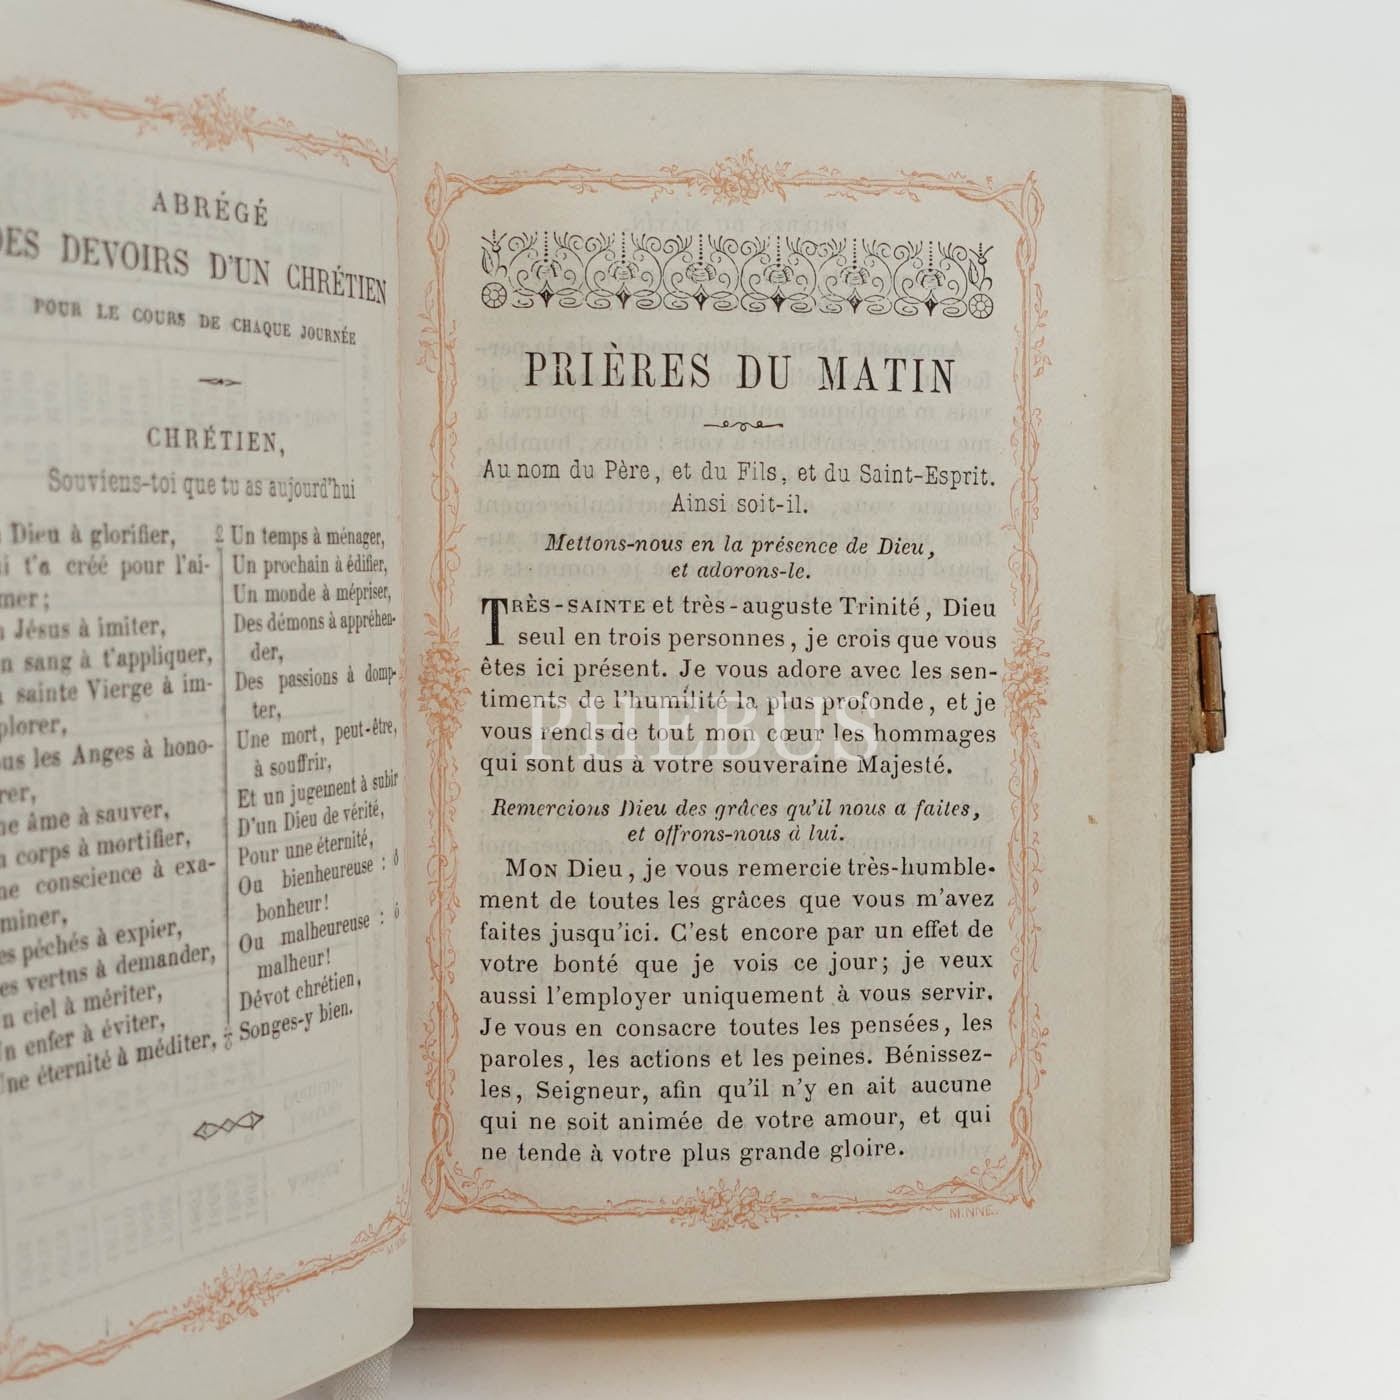 ABRÉGÉ
DES DEVOIRS D'UN CHRÉTIEN
POUR LE COURS DE CHAQUE JOURNÉE
CHRÉTIEN,
Souviens-toi que tu as aujourd'hui
Dieu à glorifier,
t'a créé pour l'ai-
mer;
Jésus à imiter,
sang à t'appliquer,
sainte Vierge à im-
plorer,
les Anges à hono-
rer,
âme à sauver,
corps à mortifier,
conscience à exa-
miner,
péchés à expier,
vertus à demander,
ciel à mériter,
enfer à éviter,
Une éternité à méditer,
Un temps à ménager,
Un prochain à édifier,
Un monde à mépriser,
Des démons à appréhen-
der,
Des passions à domp-
ter,
Une mort, peut-être,
à souffrir,
Et un jugement à subir
D'un Dieu de vérité,
Pour une éternité,
Ou bienheureuse : ô
bonheur!
Ou malheureuse : ô
malheur!
Dévot chrétien,
Songes-y bien.
PRIÈRES DU MATIN
Au nom du Père, et du Fils, et du Saint-Esprit.
Ainsi soit-il.
Mettons-nous en la présence de Dieu,
et adorons-le.
TRÈS-SAINTE et très-auguste Trinité, Dieu
seul en trois personnes, je crois que vous
êtes ici présent. Je vous adore avec les sen-
timents de l'humilité la plus profonde, et je
vous rends de tout mon cœur les hommages
qui sont dus à votre souveraine Majesté.
Remercions Dieu des grâces qu'il nous a faites,
et offrons-nous à lui.
MON Dieu, je vous remercie très-humble-
ment de toutes les grâces que vous m'avez
faites jusqu'ici. C'est encore par un effet de
votre bonté que je vois ce jour; je veux
aussi l'employer uniquement à vous servir.
Je vous en consacre toutes les pensées, les
paroles, les actions et les peines. Bénissez-
les, Seigneur, afin qu'il n'y en ait aucune
qui ne soit animée de votre amour, et qui
ne tende à votre plus grande gloire.
M.NNE.
PHEBUS